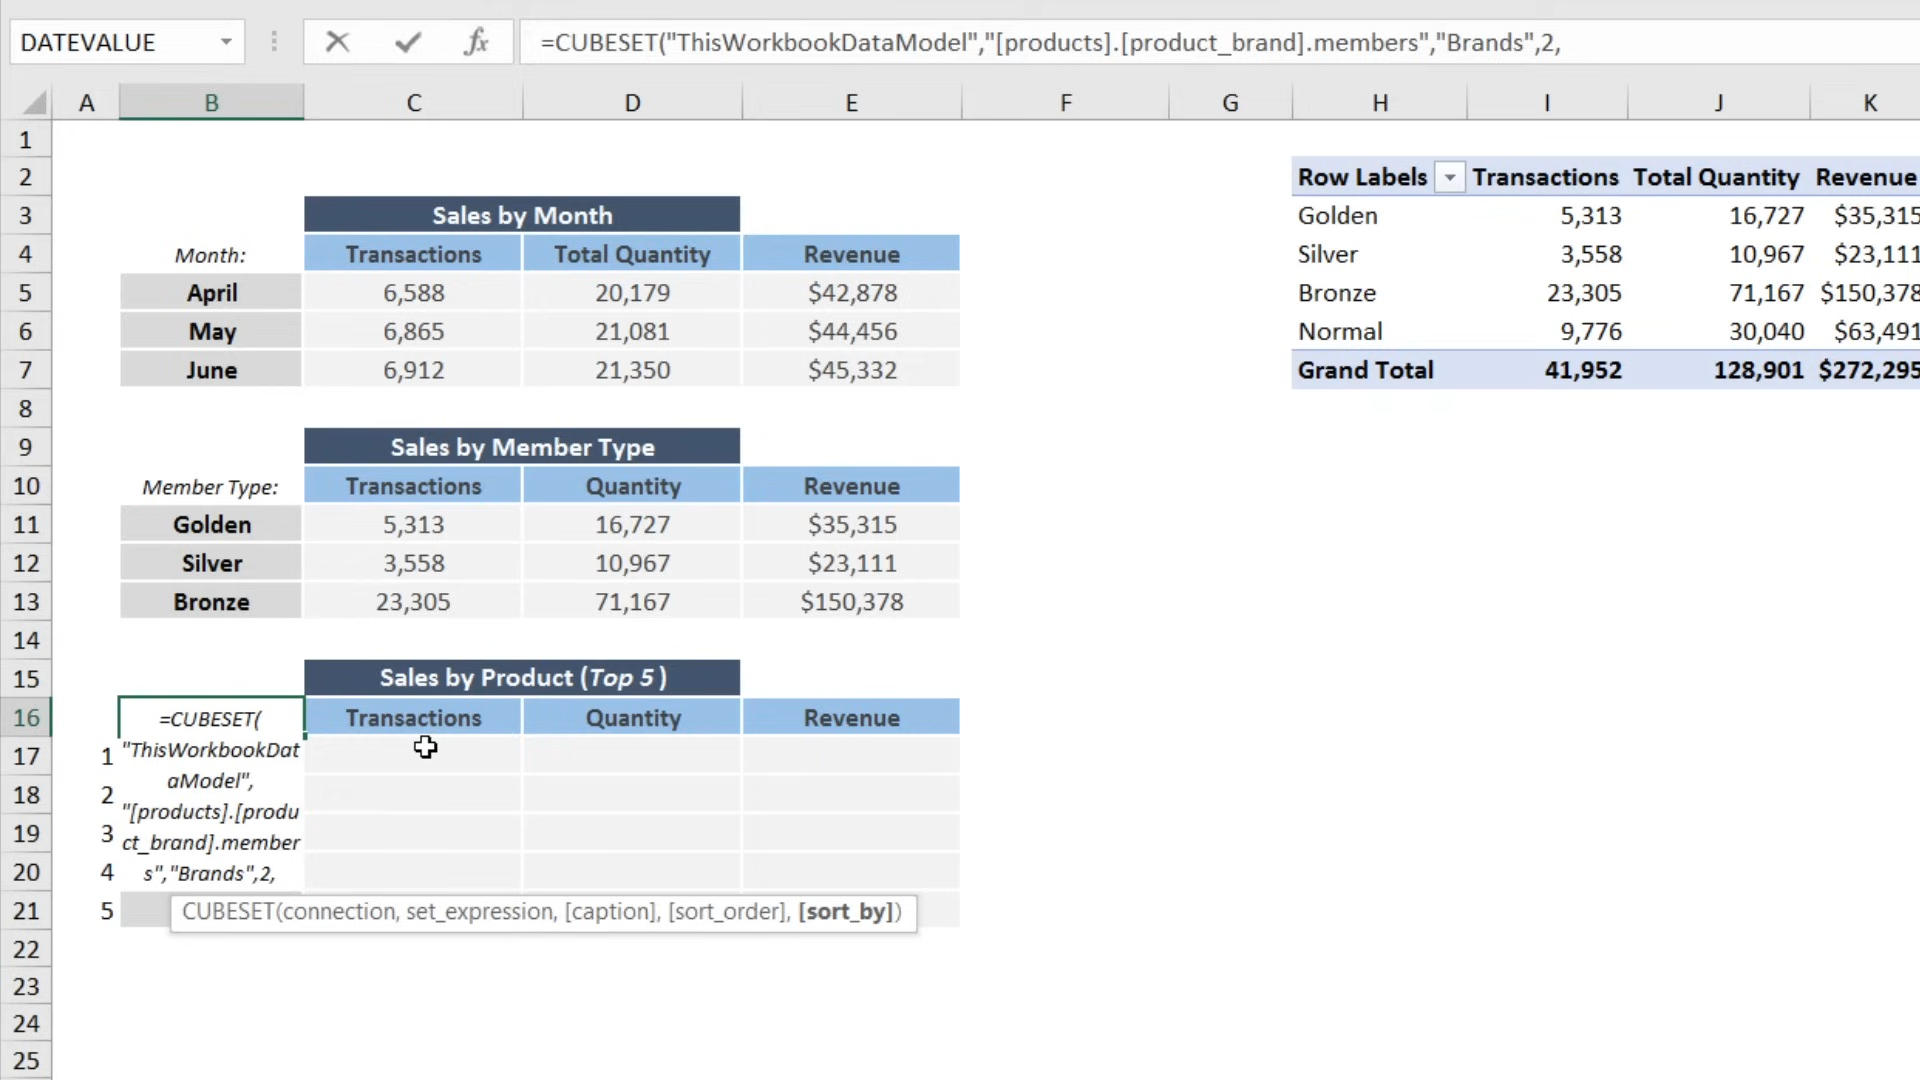 DATEVALUE
fx
=CUBESET("ThisWorkbookDataModel","[products].[product_brand].members","Brands",2,
A B C D E F G H I J K
1
2 Row Labels Transactions Total Quantity Revenue
3 Sales by Month Golden 5,313 16,727 $35,315
4 Month: Transactions Total Quantity Revenue Silver 3,558 10,967 $23,111
5 April 6,588 20,179 $42,878 Bronze 23,305 71,167 $150,378
6 May 6,865 21,081 $44,456 Normal 9,776 30,040 $63,491
7 June 6,912 21,350 $45,332 Grand Total 41,952 128,901 $272,295
8
9 Sales by Member Type
10 Member Type: Transactions Quantity Revenue
11 Golden 5,313 16,727 $35,315
12 Silver 3,558 10,967 $23,111
13 Bronze 23,305 71,167 $150,378
14
15 Sales by Product (Top 5 )
16 =CUBESET( Transactions Quantity Revenue
17 1 "ThisWorkbookDat
aModel",
18 2
"[products].[produ
19 3
ct_brand].member
20 4 s","Brands",2,
21 5 CUBESET(connection, set_expression, [caption], [sort_order], [sort_by])
22
23
24
25